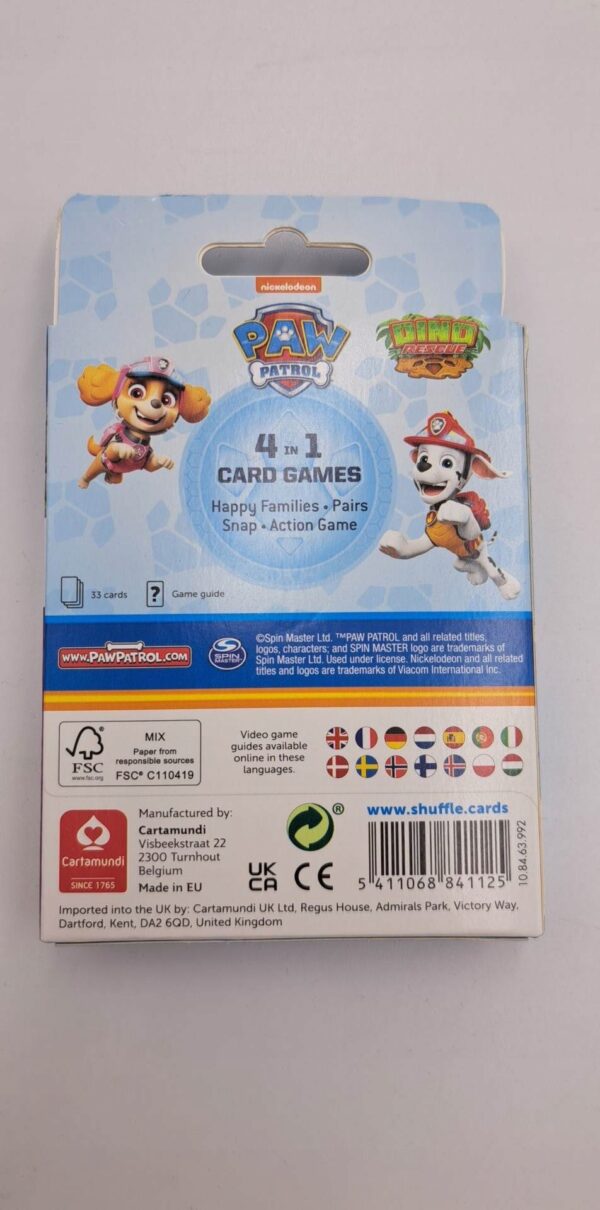 nickelodeon
PAW
PATROL
DINO
RESCUE
4 IN 1
CARD GAMES
Happy Families • Pairs
Snap • Action Game
33 cards
? Game guide
www.PAWPATROL.COM
SPIN
MASTER
©Spin Master Ltd. ™PAW PATROL and all related titles,
logos, characters; and SPIN MASTER logo are trademarks of
Spin Master Ltd. Used under license. Nickelodeon and all related
titles and logos are trademarks of Viacom International Inc.
FSC
www.fsc.org
MIX
Paper from
responsible sources
FSC® C110419
Video game
guides available
online in these
languages.
Cartamundi
SINCE 1765
Manufactured by:
Cartamundi
Visbeekstraat 22
2300 Turnhout
Belgium
Made in EU
®
UK
CA
CE
www.shuffle.cards
5 411068 841125
10.84.63.992
Imported into the UK by: Cartamundi UK Ltd, Regus House, Admirals Park, Victory Way,
Dartford, Kent, DA2 6QD, United Kingdom